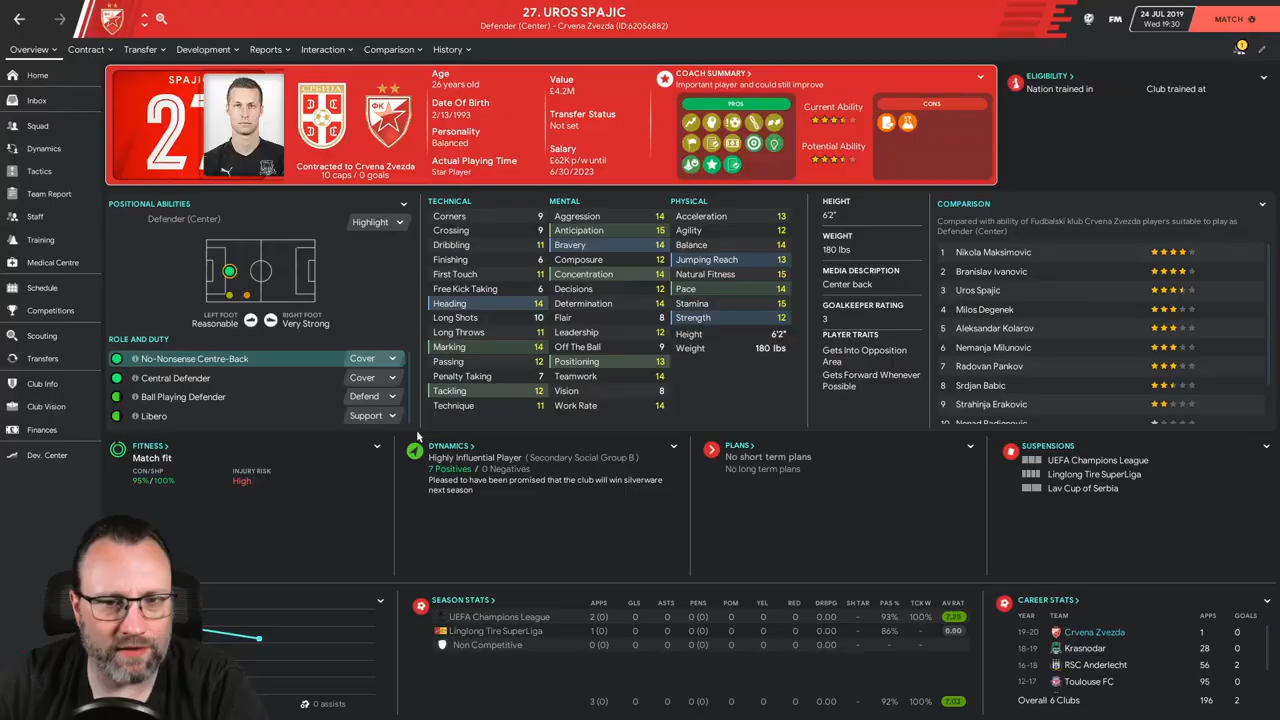 27. UROS SPAJIC
Defender (Center) - Crvena Zvezda (ID:62056882)
FM
24 JUL 2019
Wed 19:30
MATCH
Overview
Contract
Transfer
Development
Reports
Interaction
Comparison
History
1
Home
Inbox
Squad
Dynamics
Tactics
Team Report
Staff
Training
Medical Centre
Schedule
Competitions
Scouting
Transfers
Club Info
Club Vision
Finances
Dev. Center
SPAJIC
27
СРБИЈА
Contracted to Crvena Zvezda
10 caps / 0 goals
Age
26 years old
Date Of Birth
2/13/1993
Personality
Balanced
Actual Playing Time
Star Player
Value
£4.2M
Transfer Status
Not set
Salary
£62K p/w until
6/30/2023
COACH SUMMARY >
Important player and could still improve
PROS
Current Ability
Potential Ability
CONS
ELIGIBILITY >
Nation trained in
Club trained at
POSITIONAL ABILITIES
Defender (Center)
Highlight
LEFT FOOT
Reasonable
RIGHT FOOT
Very Strong
ROLE AND DUTY
No-Nonsense Centre-Back Cover
Central Defender Cover
Ball Playing Defender Defend
Libero Support
TECHNICAL
Corners 9
Crossing 9
Dribbling 11
Finishing 6
First Touch 11
Free Kick Taking 6
Heading 14
Long Shots 10
Long Throws 11
Marking 14
Passing 12
Penalty Taking 7
Tackling 12
Technique 11
MENTAL
Aggression 14
Anticipation 15
Bravery 14
Composure 12
Concentration 14
Decisions 12
Determination 14
Flair 8
Leadership 12
Off The Ball 9
Positioning 13
Teamwork 14
Vision 8
Work Rate 14
PHYSICAL
Acceleration 13
Agility 12
Balance 14
Jumping Reach 13
Natural Fitness 15
Pace 14
Stamina 15
Strength 12
Height 6'2"
Weight 180 lbs
HEIGHT
6'2"
WEIGHT
180 lbs
MEDIA DESCRIPTION
Center back
GOALKEEPER RATING
3
PLAYER TRAITS
Gets Into Opposition
Area
Gets Forward Whenever
Possible
COMPARISON
Compared with ability of Fudbalski klub Crvena Zvezda players suitable to play as
Defender (Center)
1 Nikola Maksimovic
2 Branislav Ivanovic
3 Uros Spajic
4 Milos Degenek
5 Aleksandar Kolarov
6 Nemanja Milunovic
7 Radovan Pankov
8 Srdjan Babic
9 Strahinja Erakovic
FITNESS >
Match fit
CON/SHP
95%/100%
INJURY RISK
High
DYNAMICS >
Highly Influential Player ( Secondary Social Group B )
7 Positives / 0 Negatives
Pleased to have been promised that the club will win silverware
next season
PLANS >
No short term plans
No long term plans
SUSPENSIONS
UEFA Champions League
Linglong Tire SuperLiga
Lav Cup of Serbia
0 assists
SEASON STATS >
APPS GLS ASTS PENS POM YEL RED DRBPG SH TAR PAS % TCK W AV RAT
UEFA Champions League 2 (0) 0 0 0 (0) 0 0 0 0.00 - 93% 100%
Linglong Tire SuperLiga 1 (0) 0 0 0 (0) 0 0 0 0.00 - 86% - 6.60
Non Competitive 0 (0) 0 0 0 (0) 0 0 0 0.00 - - - -
3 (0) 0 0 0 (0) 0 0 0 0.00 - 92% 100% 7.03
CAREER STATS >
YEAR TEAM APPS GOALS
19-20 Crvena Zvezda 1 0
18-19 Krasnodar 28 0
16-18 RSC Anderlecht 56 2
12-17 Toulouse FC 95 0
Overall 6 Clubs 196 2